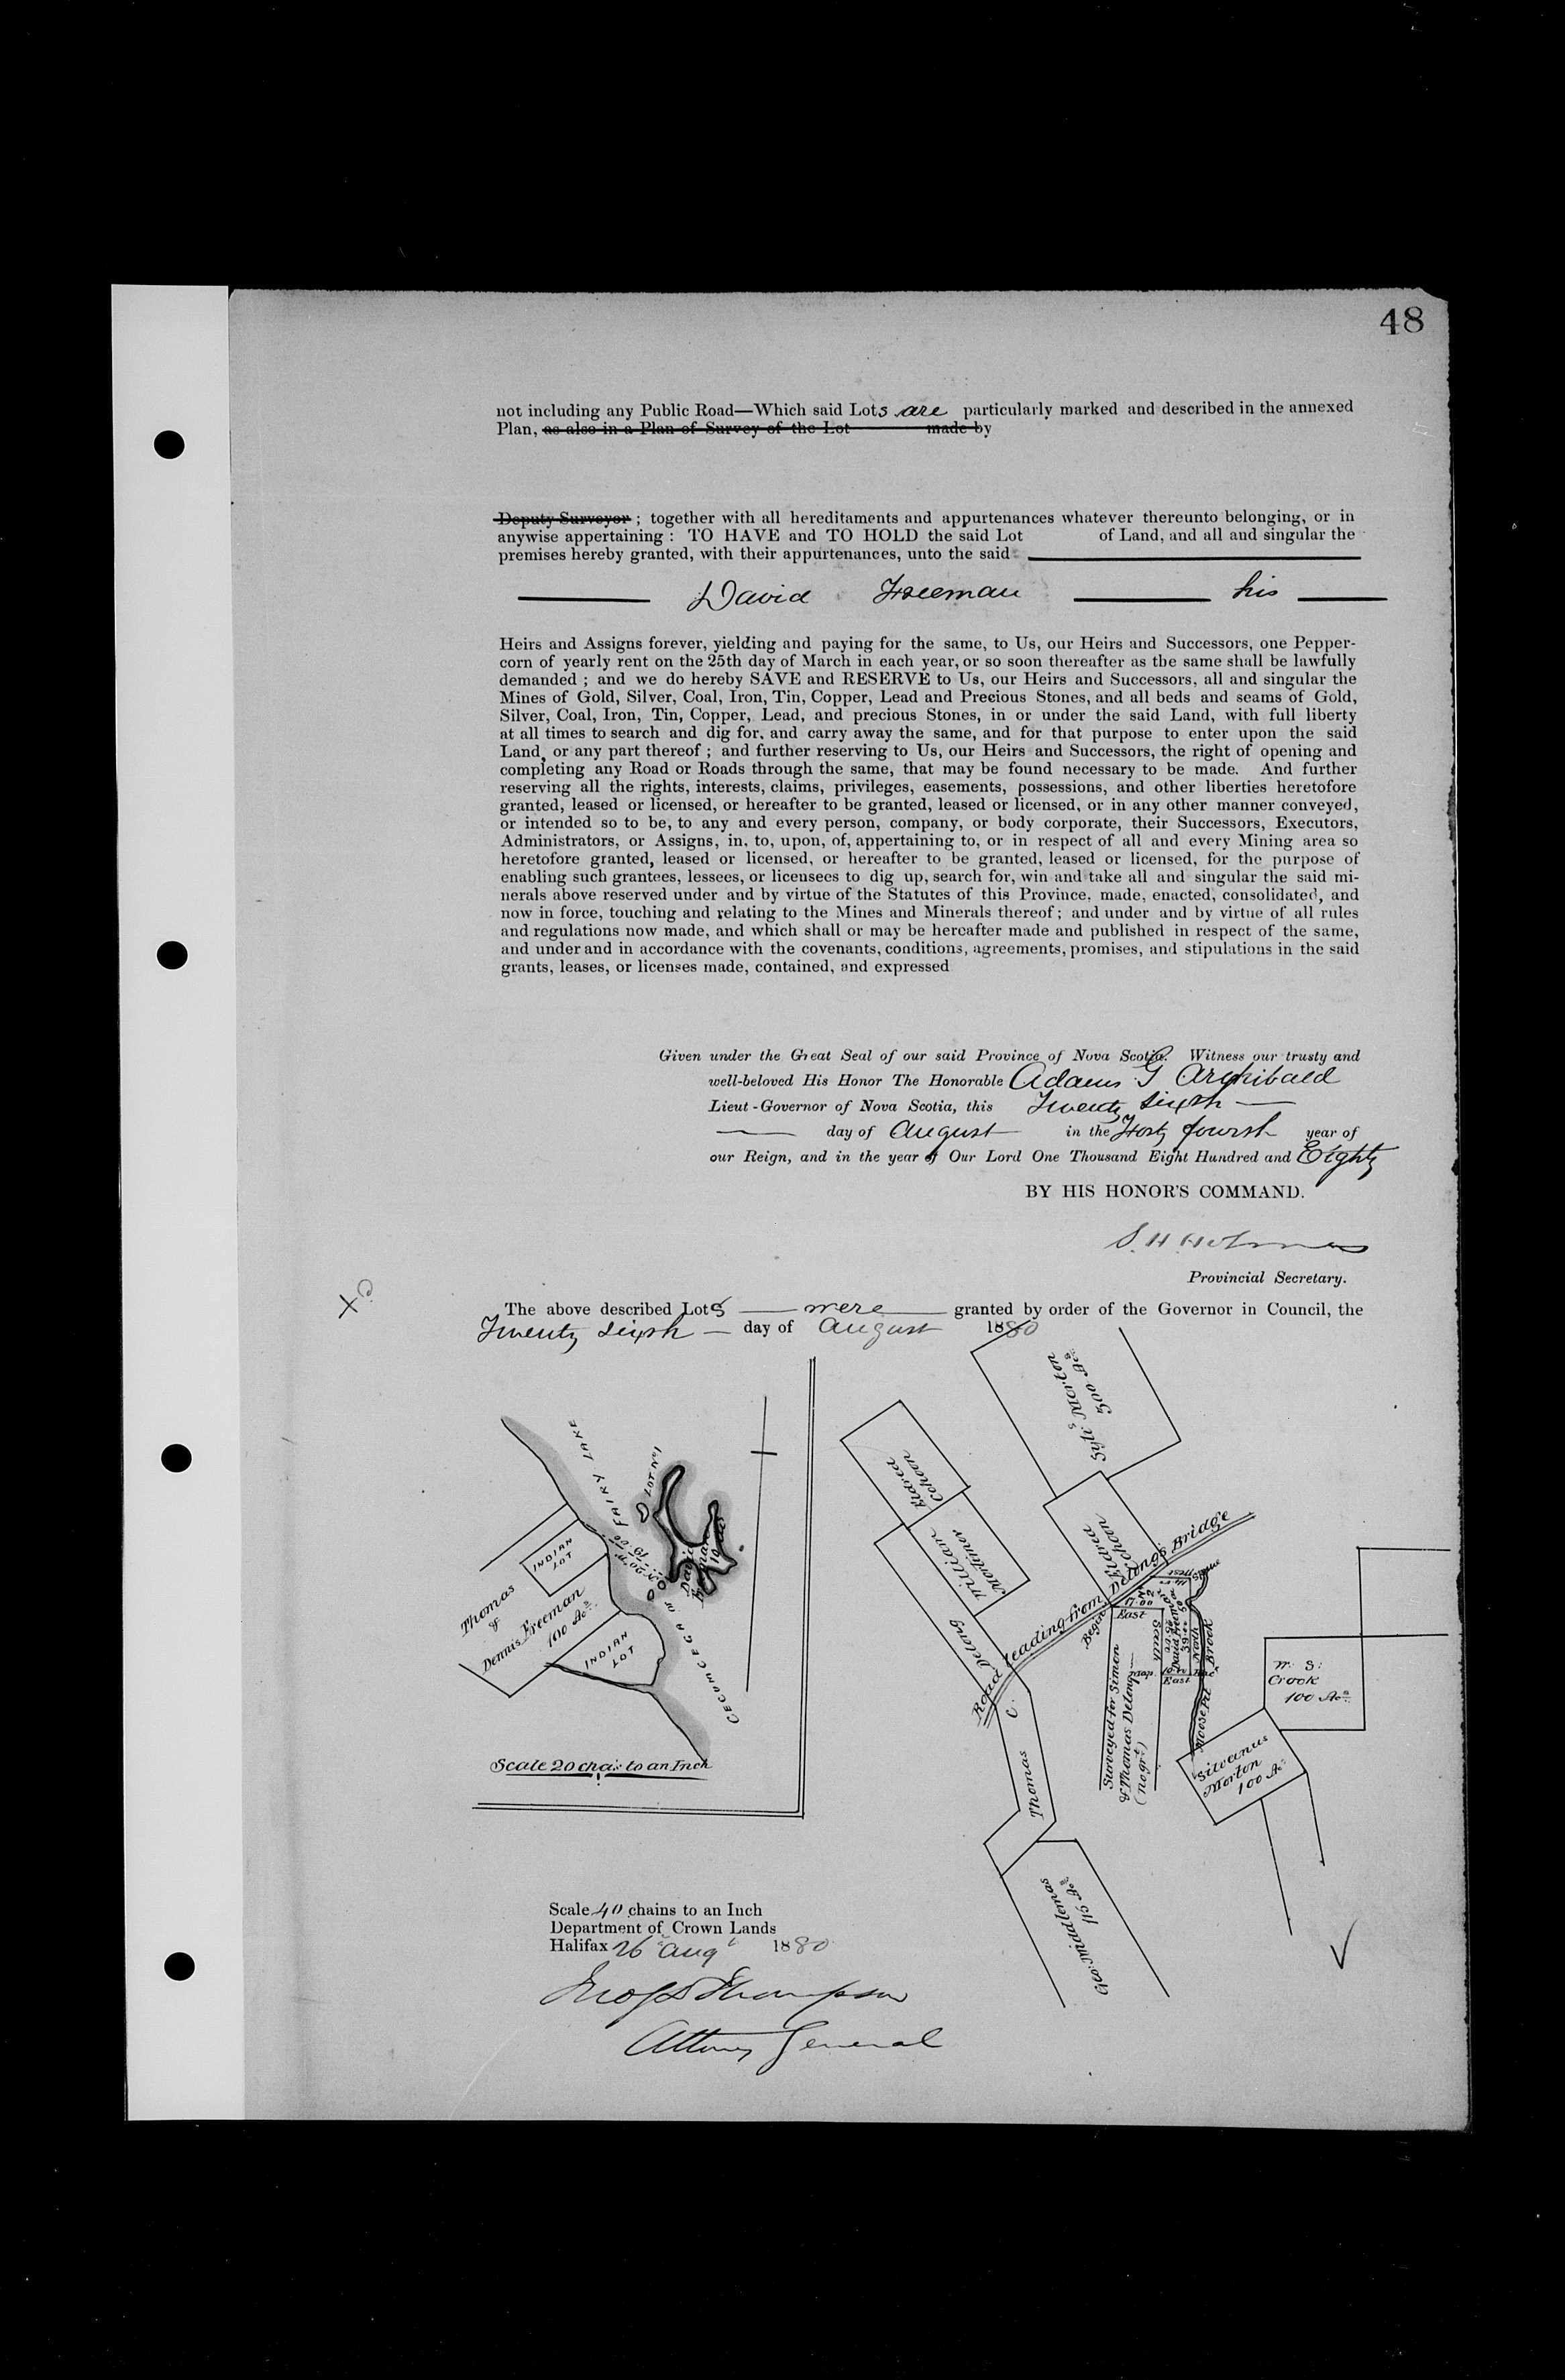 48
not including any Public Road—Which said Lots are particularly marked and described in the annexed
Plan, as also in a Plan of Survey of the Lot made by
Deputy Surveyor ; together with all hereditaments and appurtenances whatever thereunto belonging, or in
anywise appertaining : TO HAVE and TO HOLD the said Lot of Land, and all and singular the
premises hereby granted, with their appurtenances, unto the said
David Freeman his
Heirs and Assigns forever, yielding and paying for the same, to Us, our Heirs and Successors, one Pepper-
corn of yearly rent on the 25th day of March in each year, or so soon thereafter as the same shall be lawfully
demanded ; and we do hereby SAVE and RESERVE to Us, our Heirs and Successors, all and singular the
Mines of Gold, Silver, Coal, Iron, Tin, Copper, Lead and Precious Stones, and all beds and seams of Gold,
Silver, Coal, Iron, Tin, Copper, Lead, and precious Stones, in or under the said Land, with full liberty
at all times to search and dig for, and carry away the same, and for that purpose to enter upon the said
Land, or any part thereof ; and further reserving to Us, our Heirs and Successors, the right of opening and
completing any Road or Roads through the same, that may be found necessary to be made. And further
reserving all the rights, interests, claims, privileges, easements, possessions, and other liberties heretofore
granted, leased or licensed, or hereafter to be granted, leased or licensed, or in any other manner conveyed,
or intended so to be, to any and every person, company, or body corporate, their Successors, Executors,
Administrators, or Assigns, in, to, upon, of, appertaining to, or in respect of all and every Mining area so
heretofore granted, leased or licensed, or hereafter to be granted, leased or licensed, for the purpose of
enabling such grantees, lessees, or licensees to dig up, search for, win and take all and singular the said mi-
nerals above reserved under and by virtue of the Statutes of this Province, made, enacted, consolidated, and
now in force, touching and relating to the Mines and Minerals thereof ; and under and by virtue of all rules
and regulations now made, and which shall or may be hereafter made and published in respect of the same,
and under and in accordance with the covenants, conditions, agreements, promises, and stipulations in the said
grants, leases, or licenses made, contained, and expressed
Given under the Great Seal of our said Province of Nova Scotia. Witness our trusty and
well-beloved His Honor The Honorable Adams G Archibald
Lieut-Governor of Nova Scotia, this Twenty Sixth
day of August in the Forty fourth year of
our Reign, and in the year of Our Lord One Thousand Eight Hundred and Eighty
BY HIS HONOR'S COMMAND.
S. H. Holmes
Provincial Secretary.
The above described Lots were granted by order of the Governor in Council, the
Twenty Sixth day of August 1880
FAIRY LAKE
LOT No 1
INDIAN
LOT
Thomas
&
Dennis Freeman
100 Acs.
INDIAN
LOT
David
Freeman
10 acs
Scale 20 chs. to an Inch
Sylvs Morton
500 Acs
Elared
Coheen
William
Mortimer
Elared
Coheen
Road Leading from Delongs Bridge
Thomas C. Delong
Begin
17.00
East
South
Surveyed for Simon
& Thomas Delong
(no grt)
David Freeman
North
East
Moose Pit Brook
W. S.
Crook
100 Acs
Silvanus
Morton
100 Ac
Geo. Middlemas
115 Ac
Scale 40 chains to an Inch
Department of Crown Lands
Halifax 26 Augt 1880
Jno S D Thompson
Attorney General